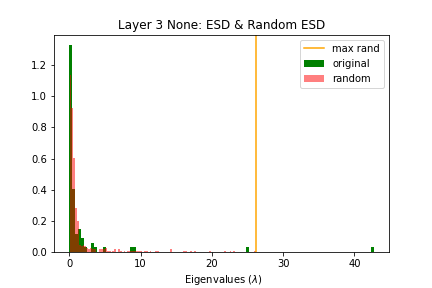 Layer 3 None: ESD & Random ESD
max rand
original
random
1.2
1.0
0.8
0.6
0.4
0.2
0.0
0 10 20 30 40
Eigenvalues (λ)